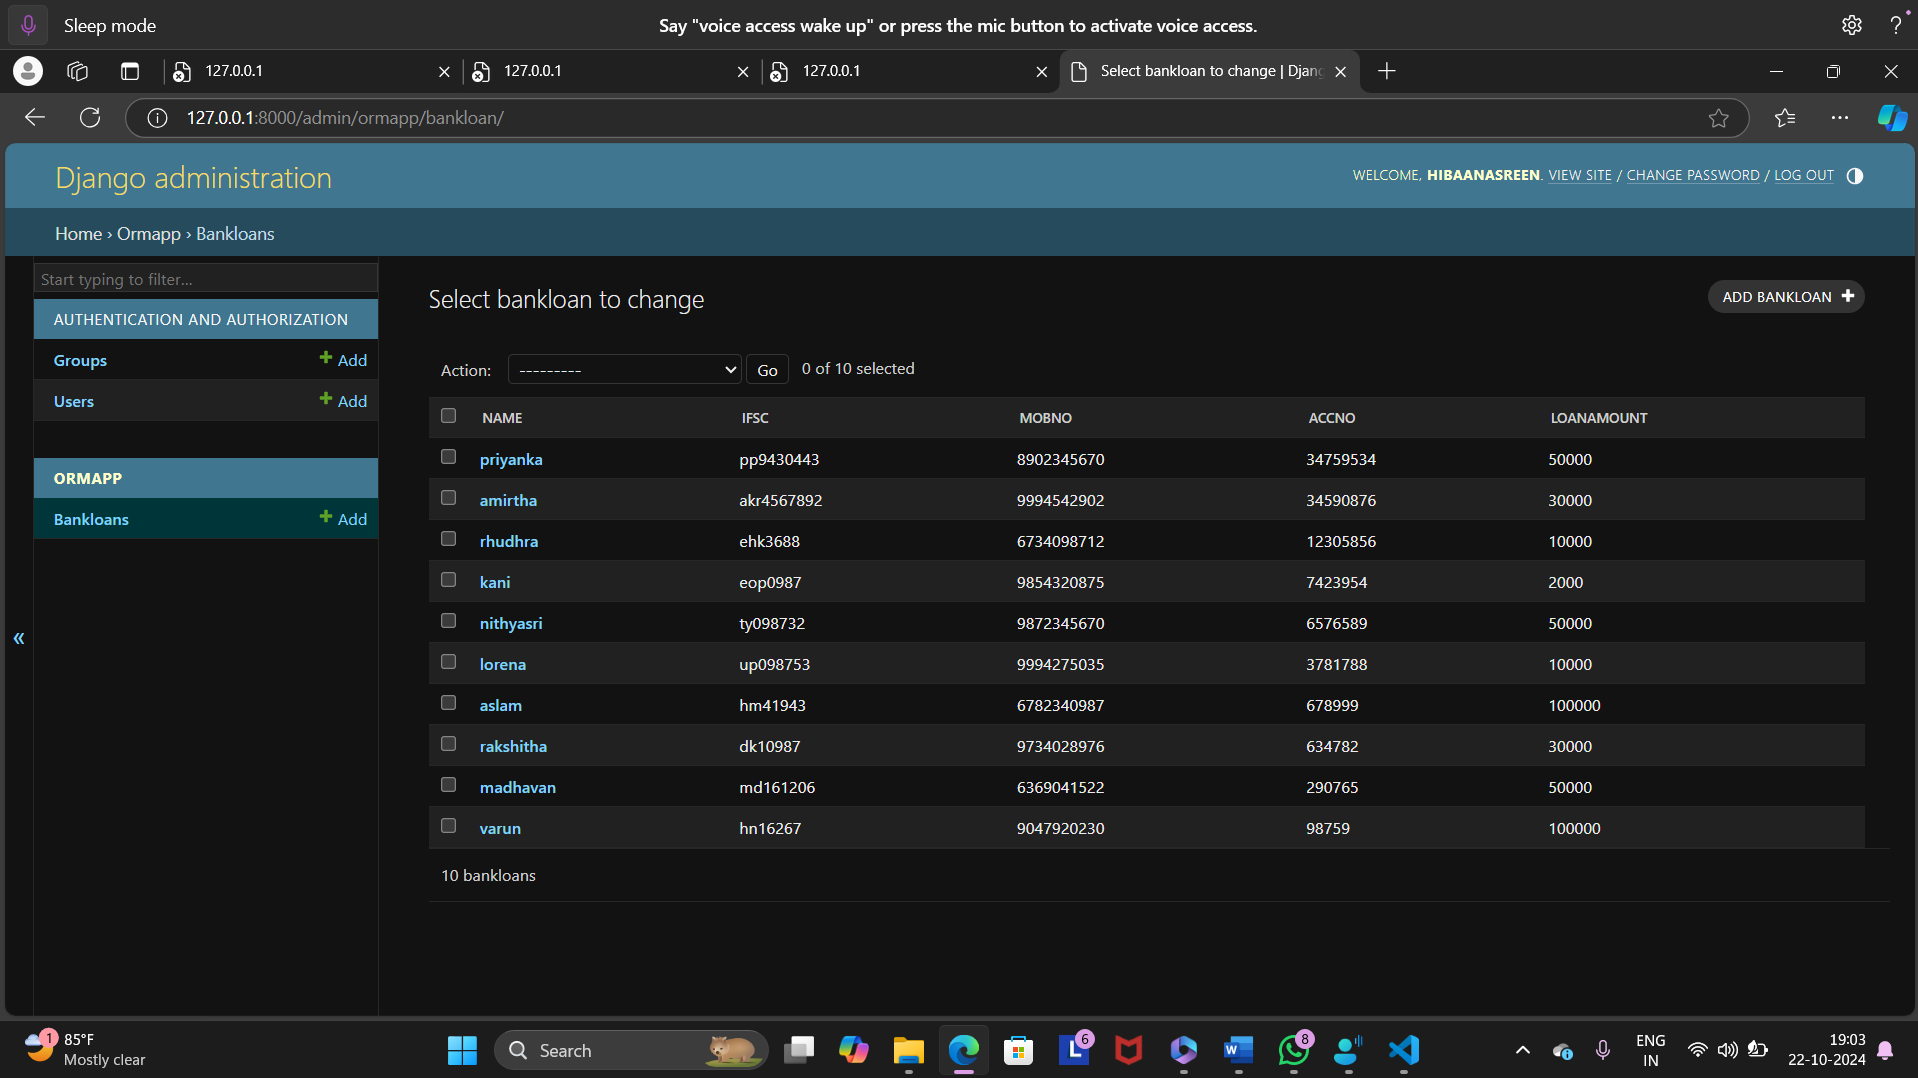 Sleep mode
Say "voice access wake up" or press the mic button to activate voice access.
?
127.0.0.1
127.0.0.1
127.0.0.1
Select bankloan to change | Djang
127.0.0.1:8000/admin/ormapp/bankloan/
Django administration
WELCOME, HIBAANASREEN. VIEW SITE / CHANGE PASSWORD / LOG OUT
Home › Ormapp › Bankloans
Start typing to filter...
AUTHENTICATION AND AUTHORIZATION
Groups + Add
Users + Add
ORMAPP
Bankloans + Add
«
Select bankloan to change
ADD BANKLOAN +
Action: --------- Go 0 of 10 selected
NAME IFSC MOBNO ACCNO LOANAMOUNT
priyanka pp9430443 8902345670 34759534 50000
amirtha akr4567892 9994542902 34590876 30000
rhudhra ehk3688 6734098712 12305856 10000
kani eop0987 9854320875 7423954 2000
nithyasri ty098732 9872345670 6576589 50000
lorena up098753 9994275035 3781788 10000
aslam hm41943 6782340987 678999 100000
rakshitha dk10987 9734028976 634782 30000
madhavan md161206 6369041522 290765 50000
varun hn16267 9047920230 98759 100000
10 bankloans
1
85°F
Mostly clear
Search
L 6
W
8
ENG
IN
19:03
22-10-2024